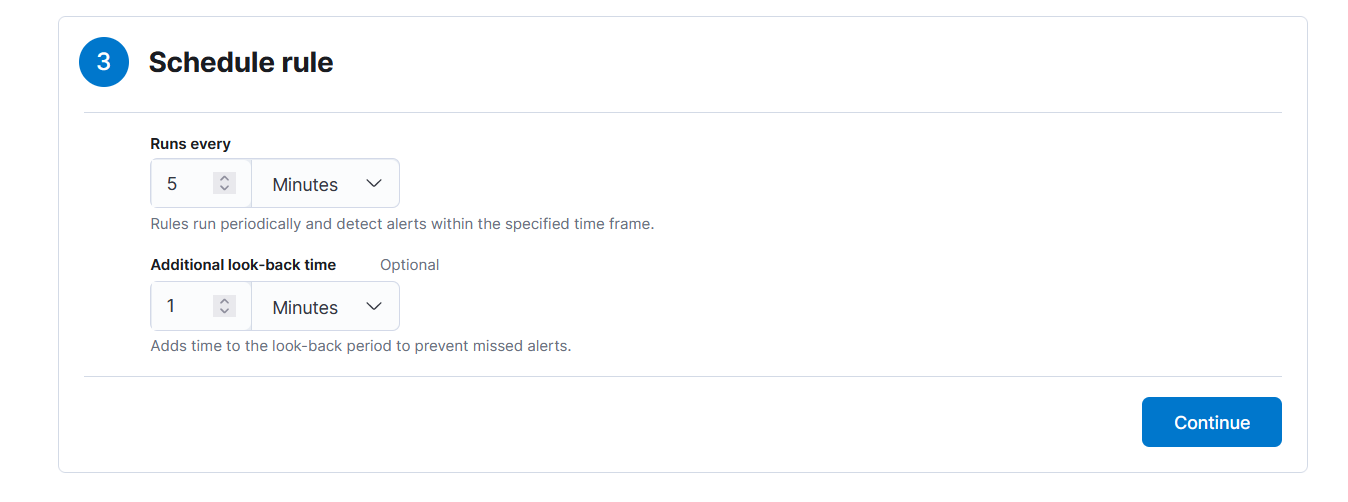 3 Schedule rule
Runs every
5 Minutes
Rules run periodically and detect alerts within the specified time frame.
Additional look-back time Optional
1 Minutes
Adds time to the look-back period to prevent missed alerts.
Continue